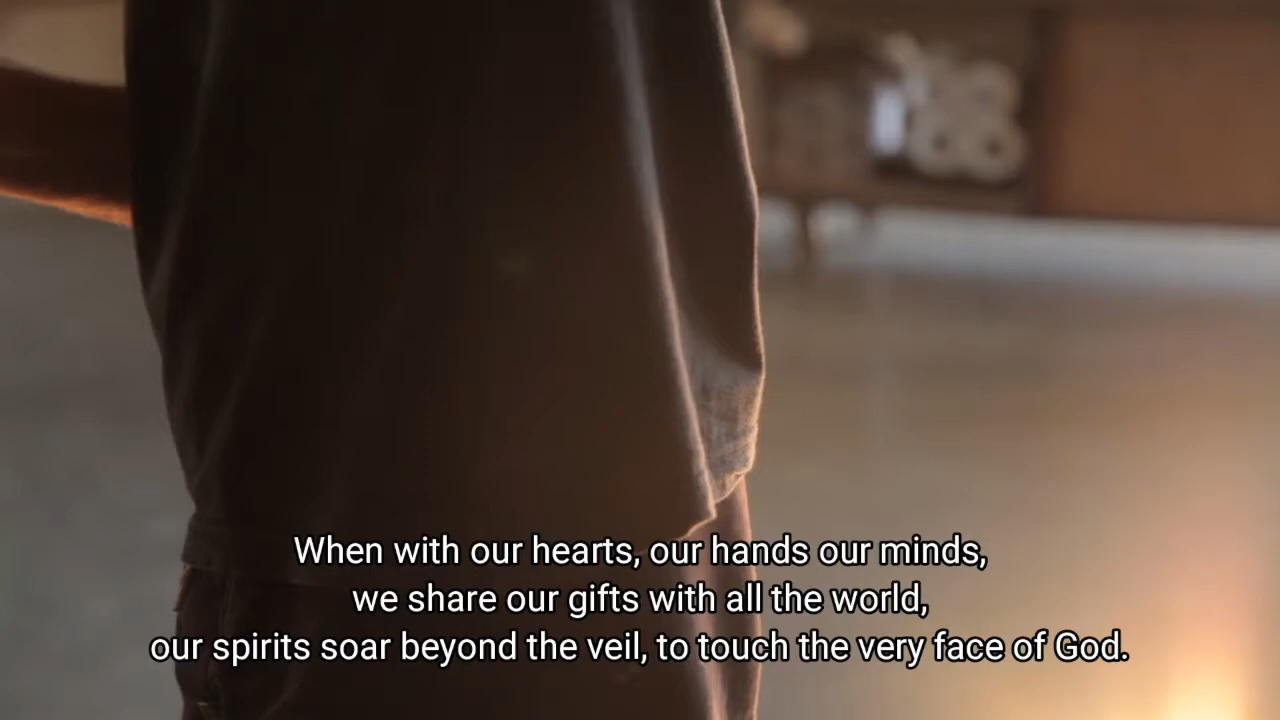 When with our hearts, our hands our minds,
we share our gifts with all the world,
our spirits soar beyond the veil, to touch the very face of God.